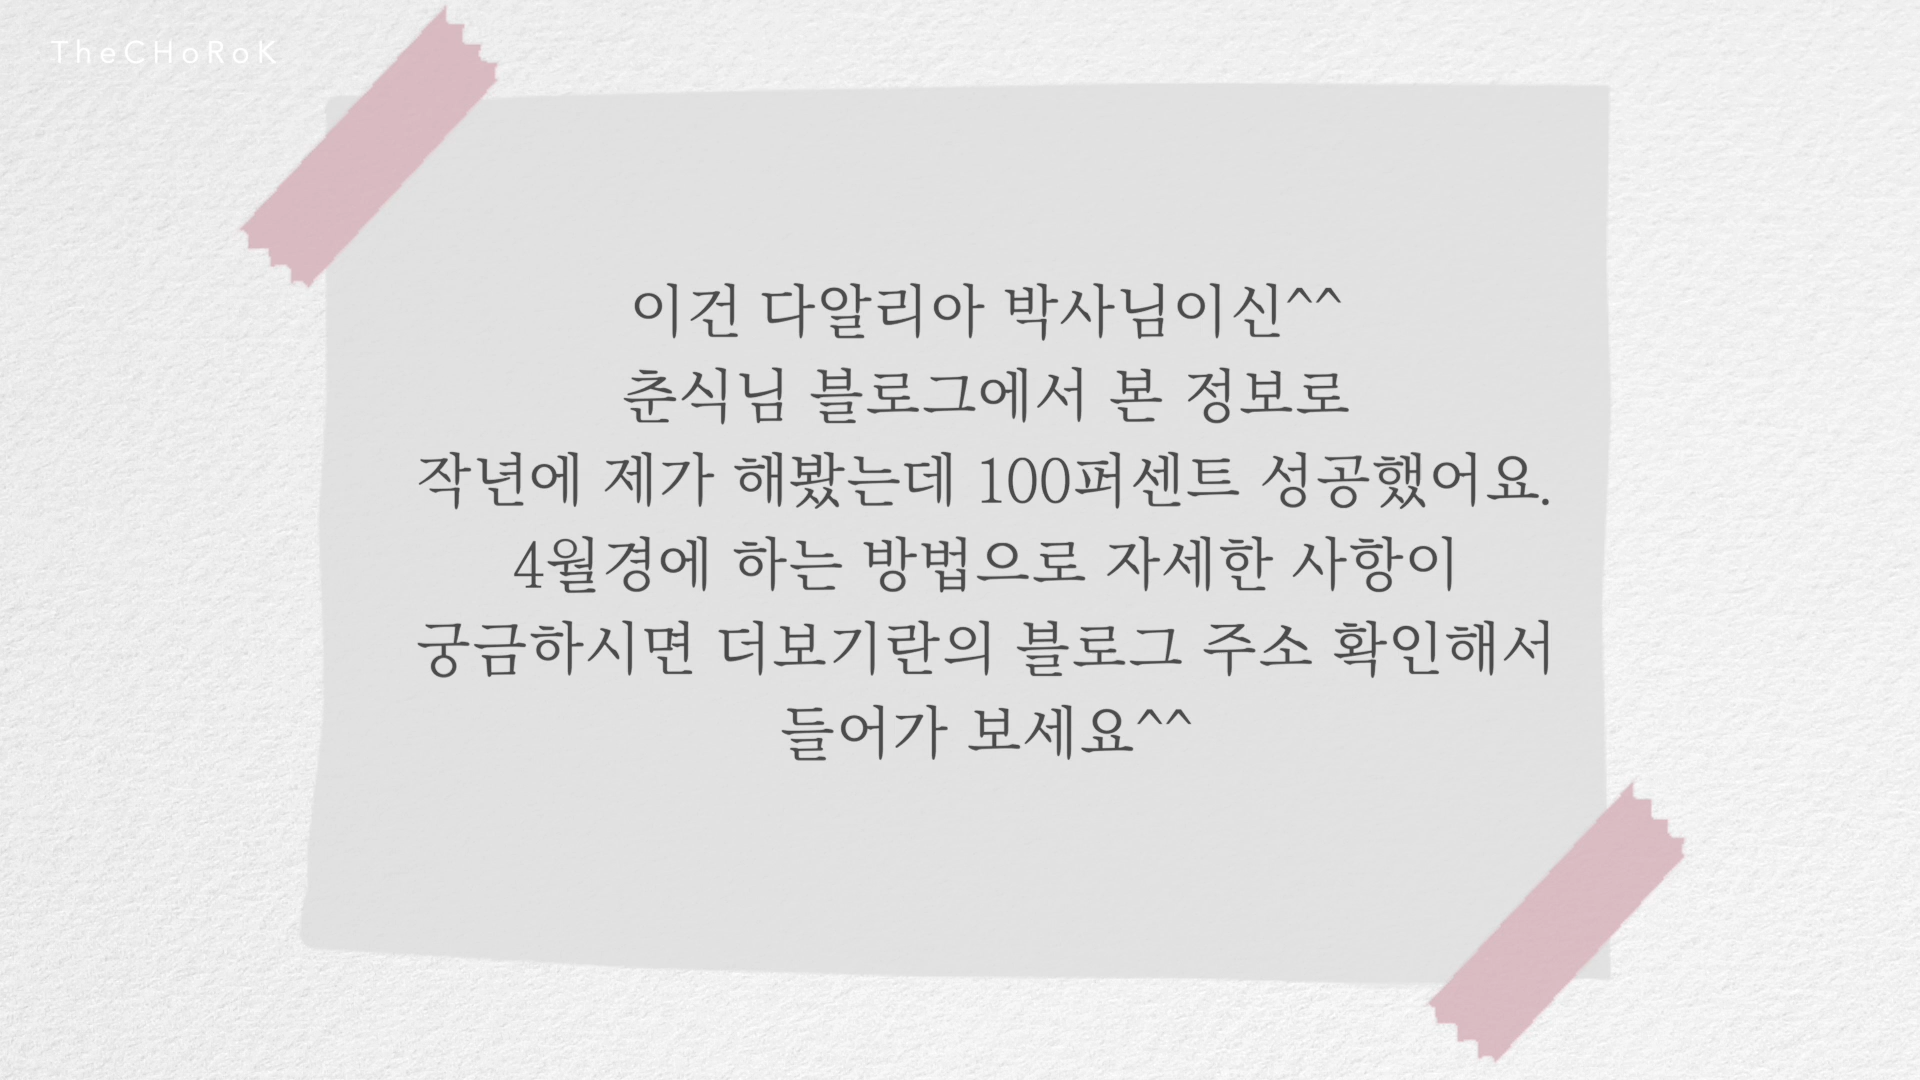 TheCHoRoK
이건 다알리아 박사님이신^^
춘식님 블로그에서 본 정보로
작년에 제가 해봤는데 100퍼센트 성공했어요.
4월경에 하는 방법으로 자세한 사항이
궁금하시면 더보기란의 블로그 주소 확인해서
들어가 보세요^^